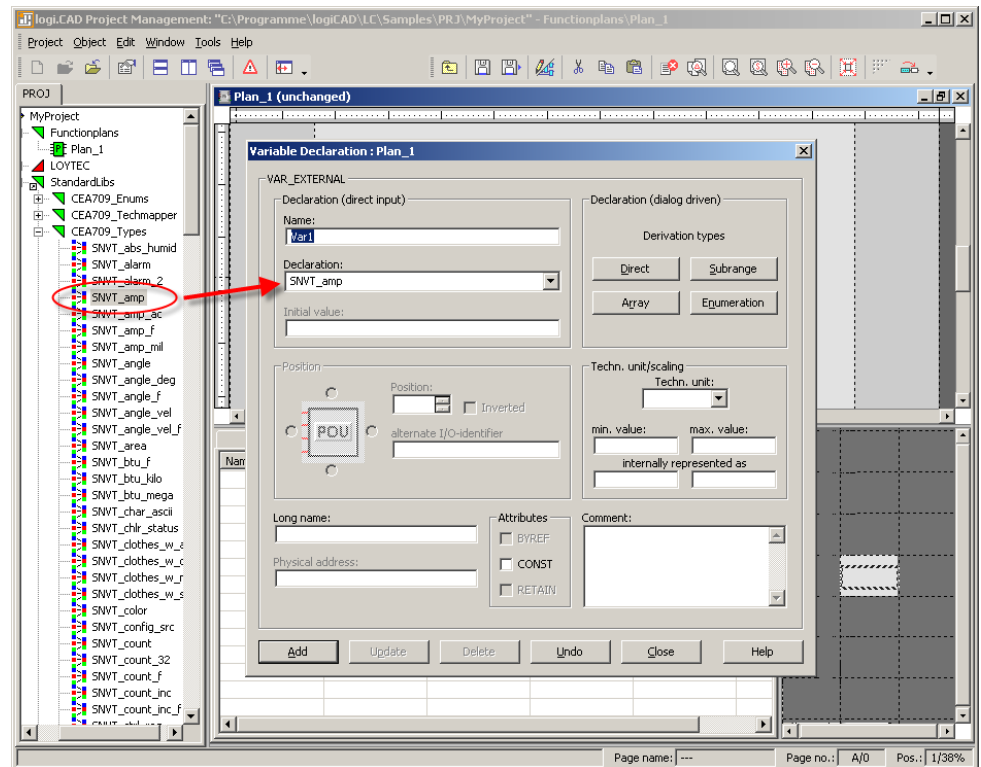 logi.CAD Project Management: "C:\Programme\logiCAD\LC\Samples\PRJ\MyProject" - Functionplans\Plan_1
Project Object Edit Window Tools Help
PROJ
MyProject
Functionplans
Plan_1
LOYTEC
StandardLibs
CEA709_Enums
CEA709_Techmapper
CEA709_Types
SNVT_abs_humid
SNVT_alarm
SNVT_alarm_2
SNVT_amp
SNVT_amp_ac
SNVT_amp_f
SNVT_amp_mil
SNVT_angle
SNVT_angle_deg
SNVT_angle_f
SNVT_angle_vel
SNVT_angle_vel_f
SNVT_area
SNVT_btu_f
SNVT_btu_kilo
SNVT_btu_mega
SNVT_char_ascii
SNVT_chlr_status
SNVT_clothes_w_
SNVT_clothes_w_
SNVT_clothes_w_
SNVT_clothes_w_
SNVT_color
SNVT_config_src
SNVT_count
SNVT_count_32
SNVT_count_f
SNVT_count_inc
SNVT_count_inc_f
Plan_1 (unchanged)
Nam
Variable Declaration : Plan_1
VAR_EXTERNAL
Declaration (direct input)
Name:
Var1
Declaration:
SNVT_amp
Initial value:
Declaration (dialog driven)
Derivation types
Direct Subrange
Array Enumeration
Position
Position:
Inverted
POU
alternate I/O-identifier
Techn. unit/scaling
Techn. unit:
min. value: max. value:
internally represented as
Long name:
Physical address:
Attributes
BYREF
CONST
RETAIN
Comment:
Add Update Delete Undo Close Help
Page name: --- Page no.: A/0 Pos.: 1/38%